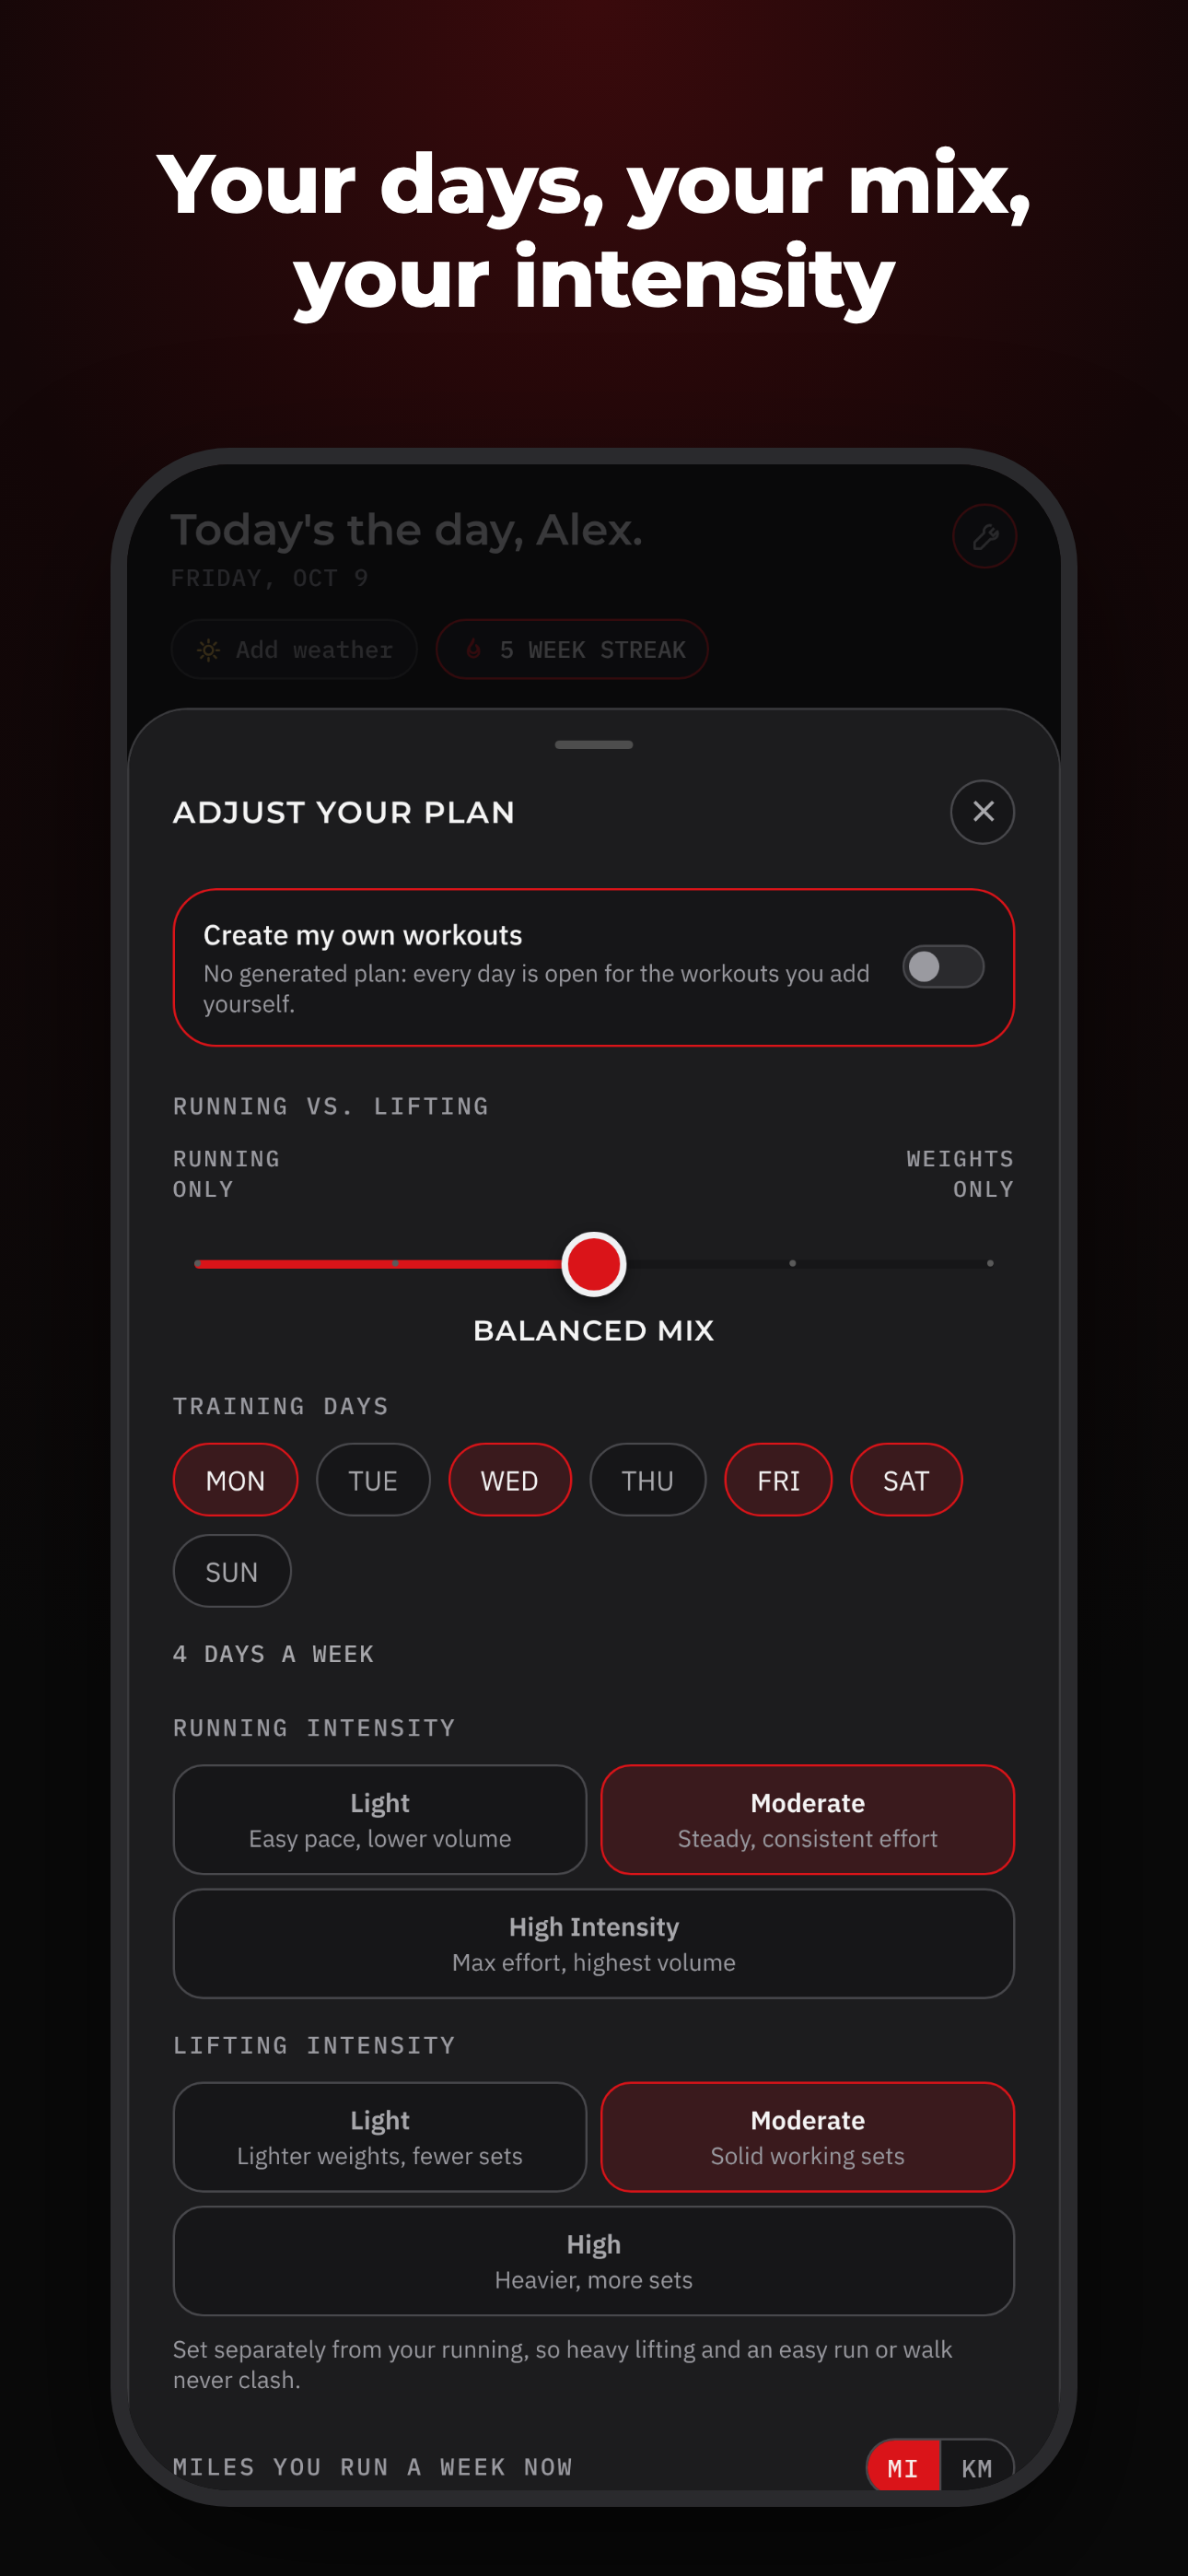 Your days, your mix,
your intensity
Today's the day, Alex.
FRIDAY, OCT 9
Add weather
5 WEEK STREAK
ADJUST YOUR PLAN
Create my own workouts
No generated plan: every day is open for the workouts you add
yourself.
RUNNING VS. LIFTING
RUNNING
ONLY
WEIGHTS
ONLY
BALANCED MIX
TRAINING DAYS
MON TUE WED THU FRI SAT
SUN
4 DAYS A WEEK
RUNNING INTENSITY
Light
Easy pace, lower volume
Moderate
Steady, consistent effort
High Intensity
Max effort, highest volume
LIFTING INTENSITY
Light
Lighter weights, fewer sets
Moderate
Solid working sets
High
Heavier, more sets
Set separately from your running, so heavy lifting and an easy run or walk
never clash.
MILES YOU RUN A WEEK NOW
MI KM